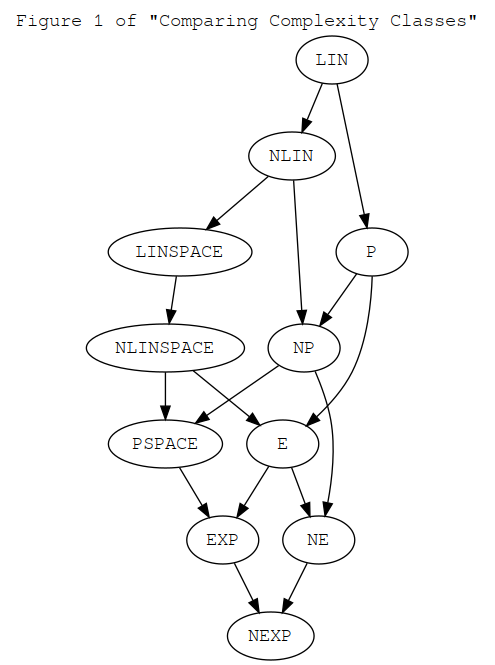 Figure 1 of "Comparing Complexity Classes"
LIN
NLIN
LINSPACE
P
NLINSPACE
NP
PSPACE
E
EXP
NE
NEXP